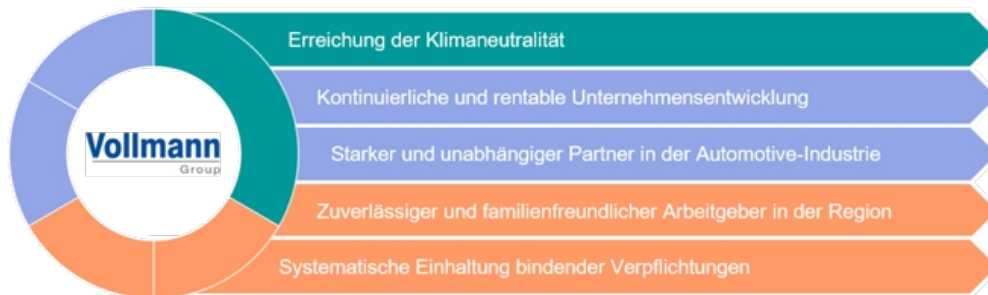 Erreichung der Klimaneutralität
Kontinuierliche und rentable Unternehmensentwicklung
Vollmann
Group
Starker und unabhängiger Partner in der Automotive-Industrie
Zuverlässiger und familienfreundlicher Arbeitgeber in der Region
Systematische Einhaltung bindender Verpflichtungen